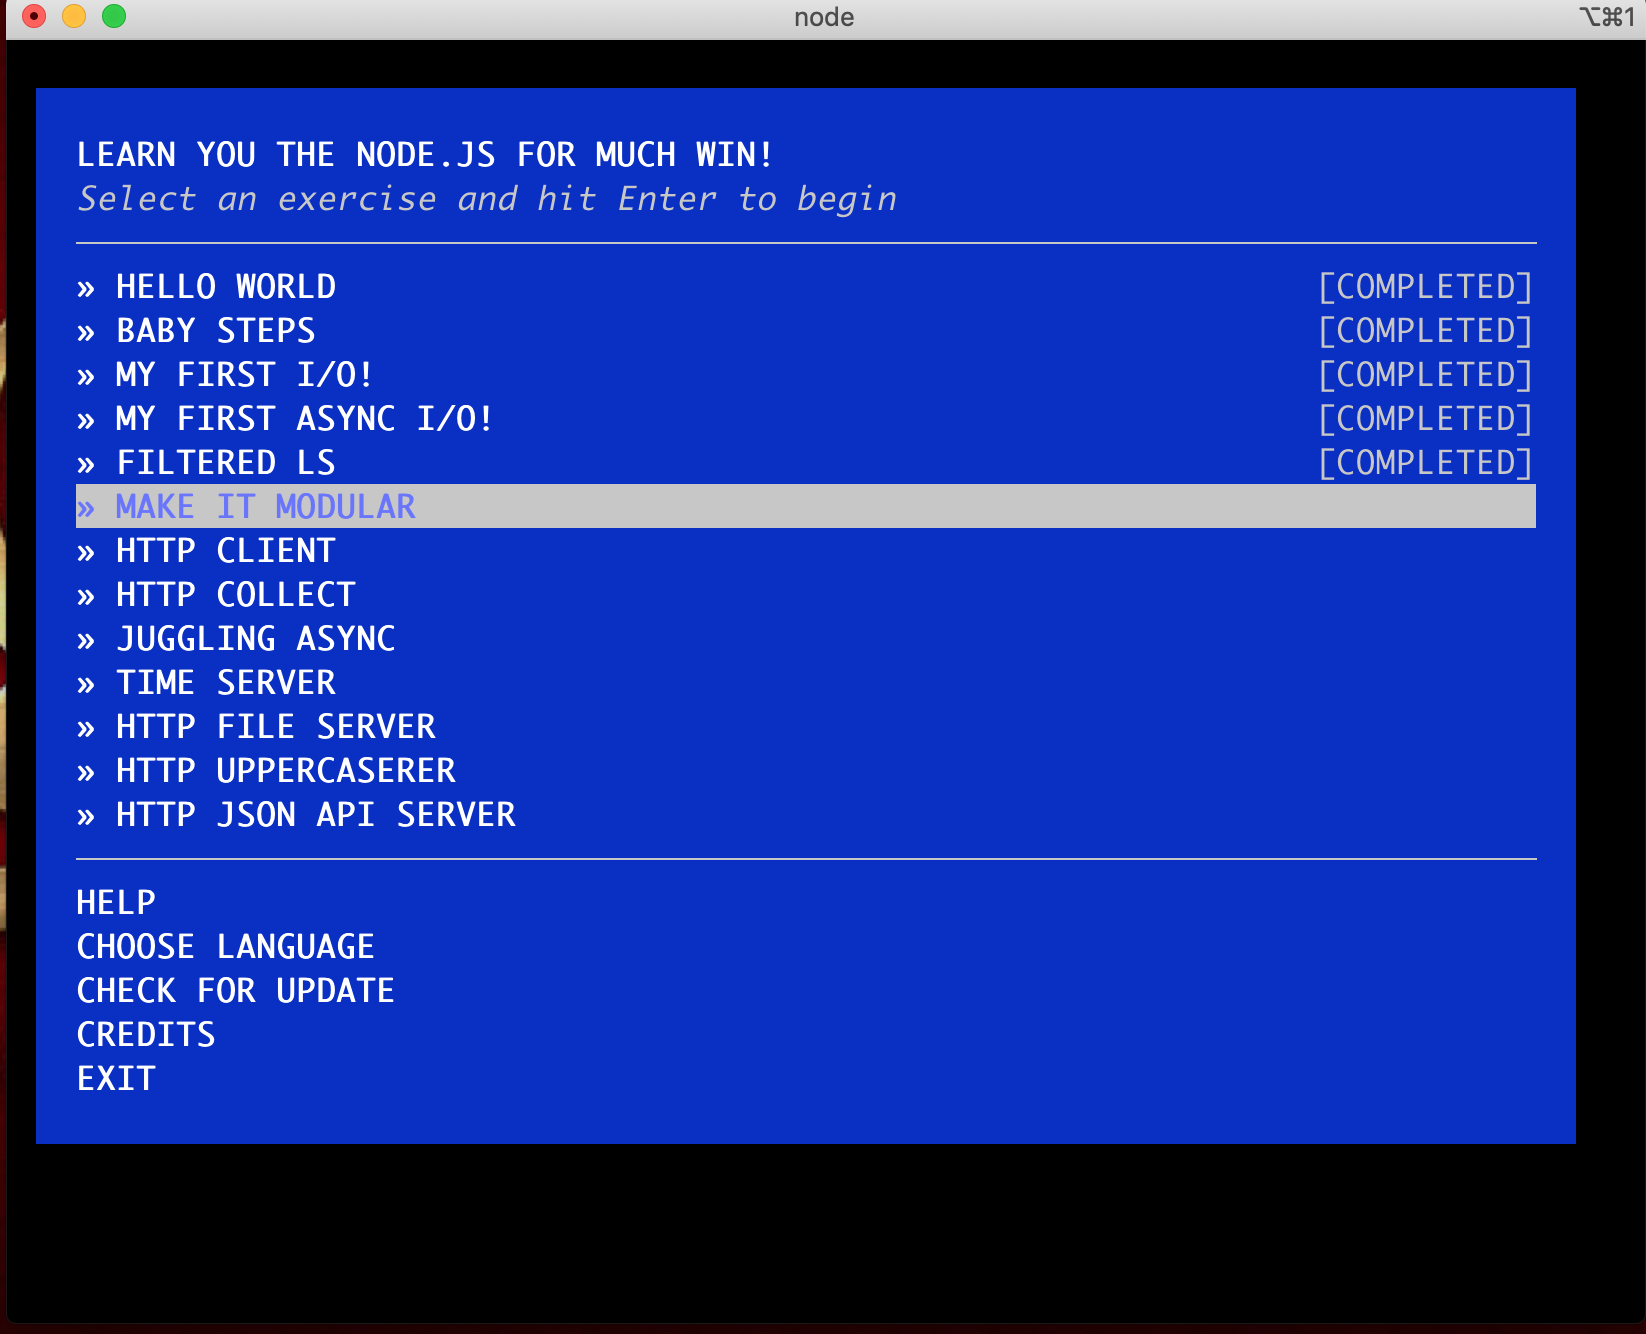 node
⌥⌘1
LEARN YOU THE NODE.JS FOR MUCH WIN!
Select an exercise and hit Enter to begin
» HELLO WORLD [COMPLETED]
» BABY STEPS [COMPLETED]
» MY FIRST I/O! [COMPLETED]
» MY FIRST ASYNC I/O! [COMPLETED]
» FILTERED LS [COMPLETED]
» MAKE IT MODULAR
» HTTP CLIENT
» HTTP COLLECT
» JUGGLING ASYNC
» TIME SERVER
» HTTP FILE SERVER
» HTTP UPPERCASERER
» HTTP JSON API SERVER
HELP
CHOOSE LANGUAGE
CHECK FOR UPDATE
CREDITS
EXIT